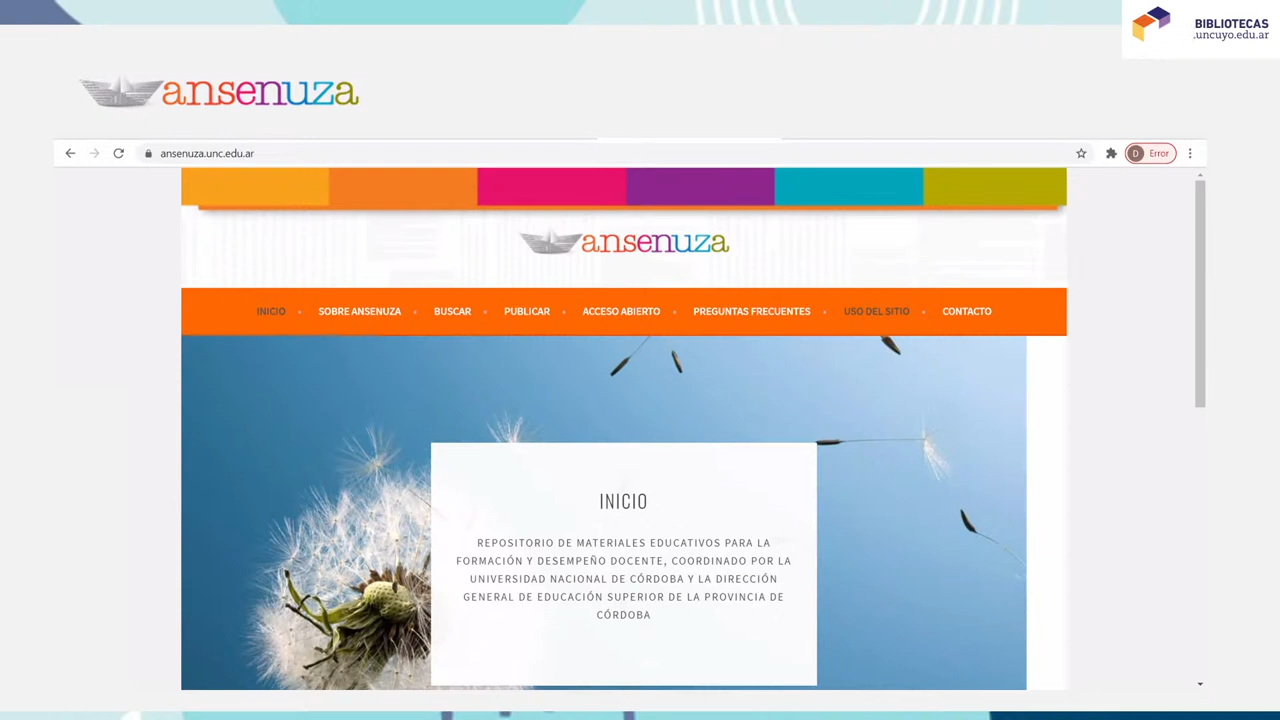 BIBLIOTECAS
.uncuyo.edu.ar
ansenuza
ansenuza.unc.edu.ar
D Error
ansenuza
INICIO • SOBRE ANSENUZA • BUSCAR • PUBLICAR • ACCESO ABIERTO • PREGUNTAS FRECUENTES • USO DEL SITIO • CONTACTO
INICIO
REPOSITORIO DE MATERIALES EDUCATIVOS PARA LA
FORMACIÓN Y DESEMPEÑO DOCENTE, COORDINADO POR LA
UNIVERSIDAD NACIONAL DE CÓRDOBA Y LA DIRECCIÓN
GENERAL DE EDUCACIÓN SUPERIOR DE LA PROVINCIA DE
CÓRDOBA